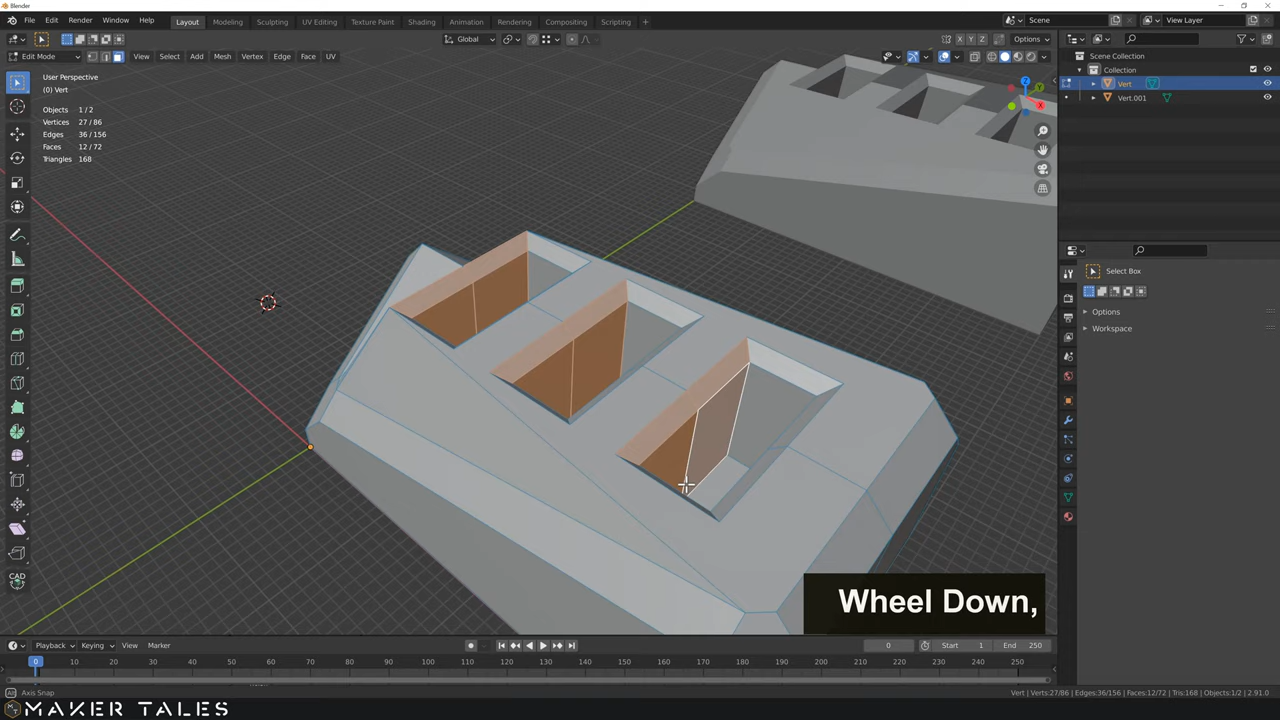 Blender
File Edit Render Window Help Layout Modeling Sculpting UV Editing Texture Paint Shading Animation Rendering Compositing Scripting + Scene View Layer
Global X Y Z Options
Edit Mode View Select Add Mesh Vertex Edge Face UV
User Perspective
(0) Vert
Objects 1 / 2
Vertices 27 / 86
Edges 36 / 156
Faces 12 / 72
Triangles 168
Scene Collection
Collection
Vert
Vert.001
Z
Y
X
Select Box
Options
Workspace
CAD
Wheel Down,
Playback Keying View Marker 0 Start 1 End 250
0 10 20 30 40 50 60 70 80 90 100 110 120 130 140 150 160 170 180 190 200 210 220 230 240 250
Alt Axis Snap Vert | Verts:27/86 | Edges:36/156 | Faces:12/72 | Tris:168 | Objects:1/2 | 2.91.0
MAKER TALES